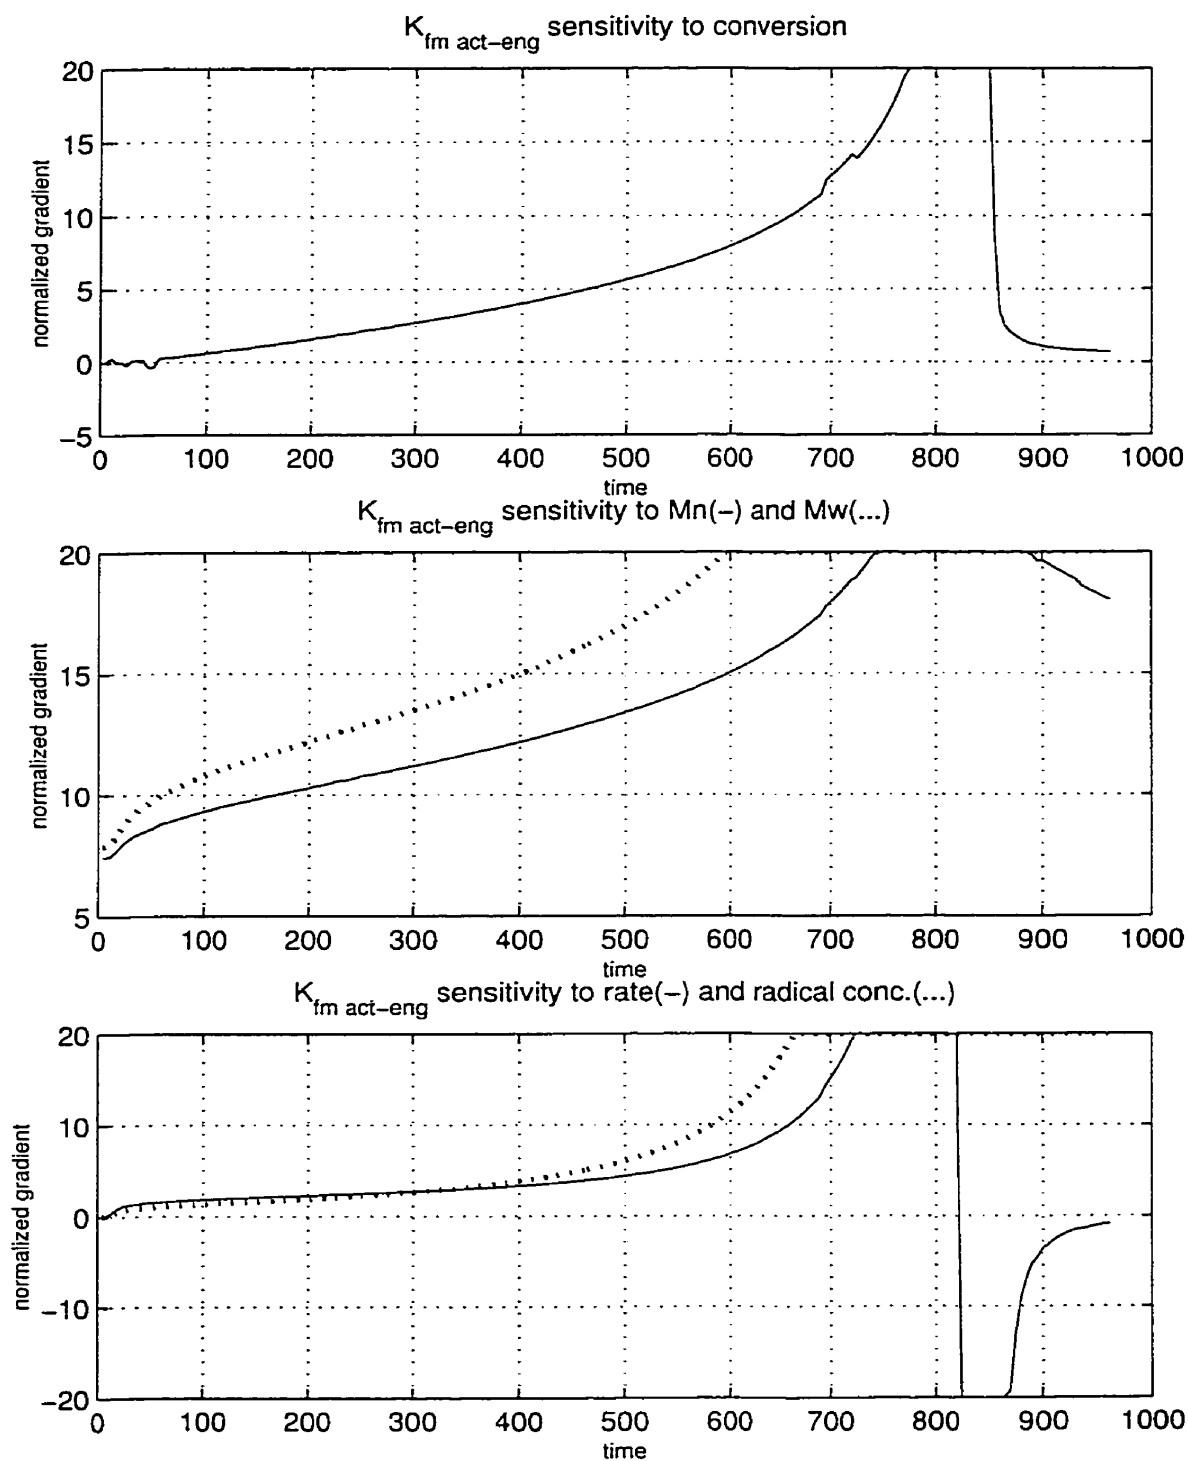 K_fm act-eng sensitivity to conversion
20
15
10
5
0
-5
normalized gradient
0 100 200 300 400 500 600 700 800 900 1000
time
K_fm act-eng sensitivity to Mn(-) and Mw(...)
20
15
10
5
normalized gradient
0 100 200 300 400 500 600 700 800 900 1000
time
K_fm act-eng sensitivity to rate(-) and radical conc.(...)
20
10
0
-10
-20
normalized gradient
0 100 200 300 400 500 600 700 800 900 1000
time